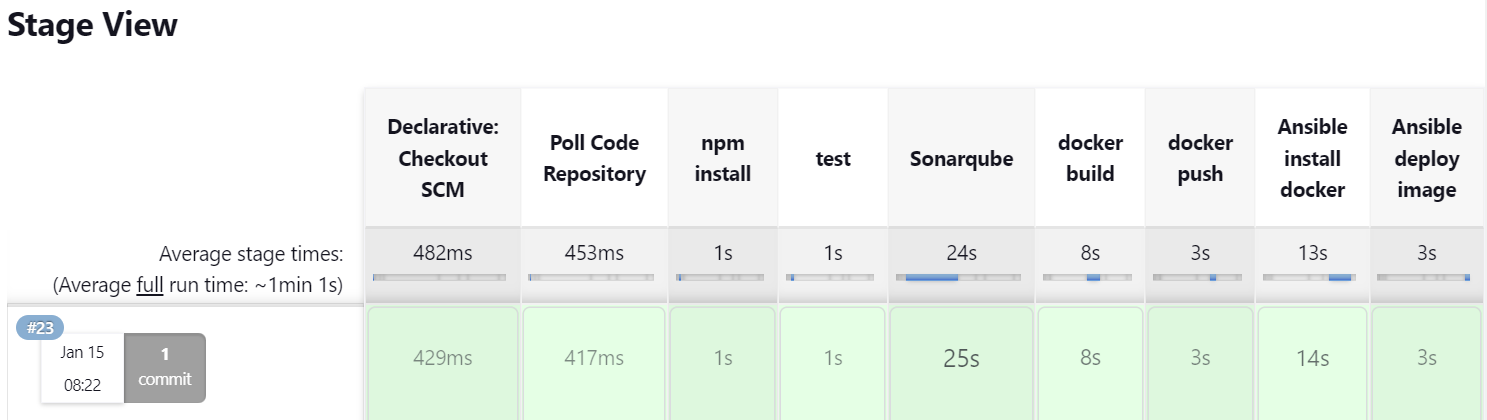 Stage View
Declarative:
Checkout
SCM
Poll Code
Repository
npm
install
test
Sonarqube
docker
build
docker
push
Ansible
install
docker
Ansible
deploy
image
Average stage times:
(Average full run time: ~1min 1s)
482ms
453ms
1s
1s
24s
8s
3s
13s
3s
#23
Jan 15
08:22
1
commit
429ms
417ms
1s
1s
25s
8s
3s
14s
3s